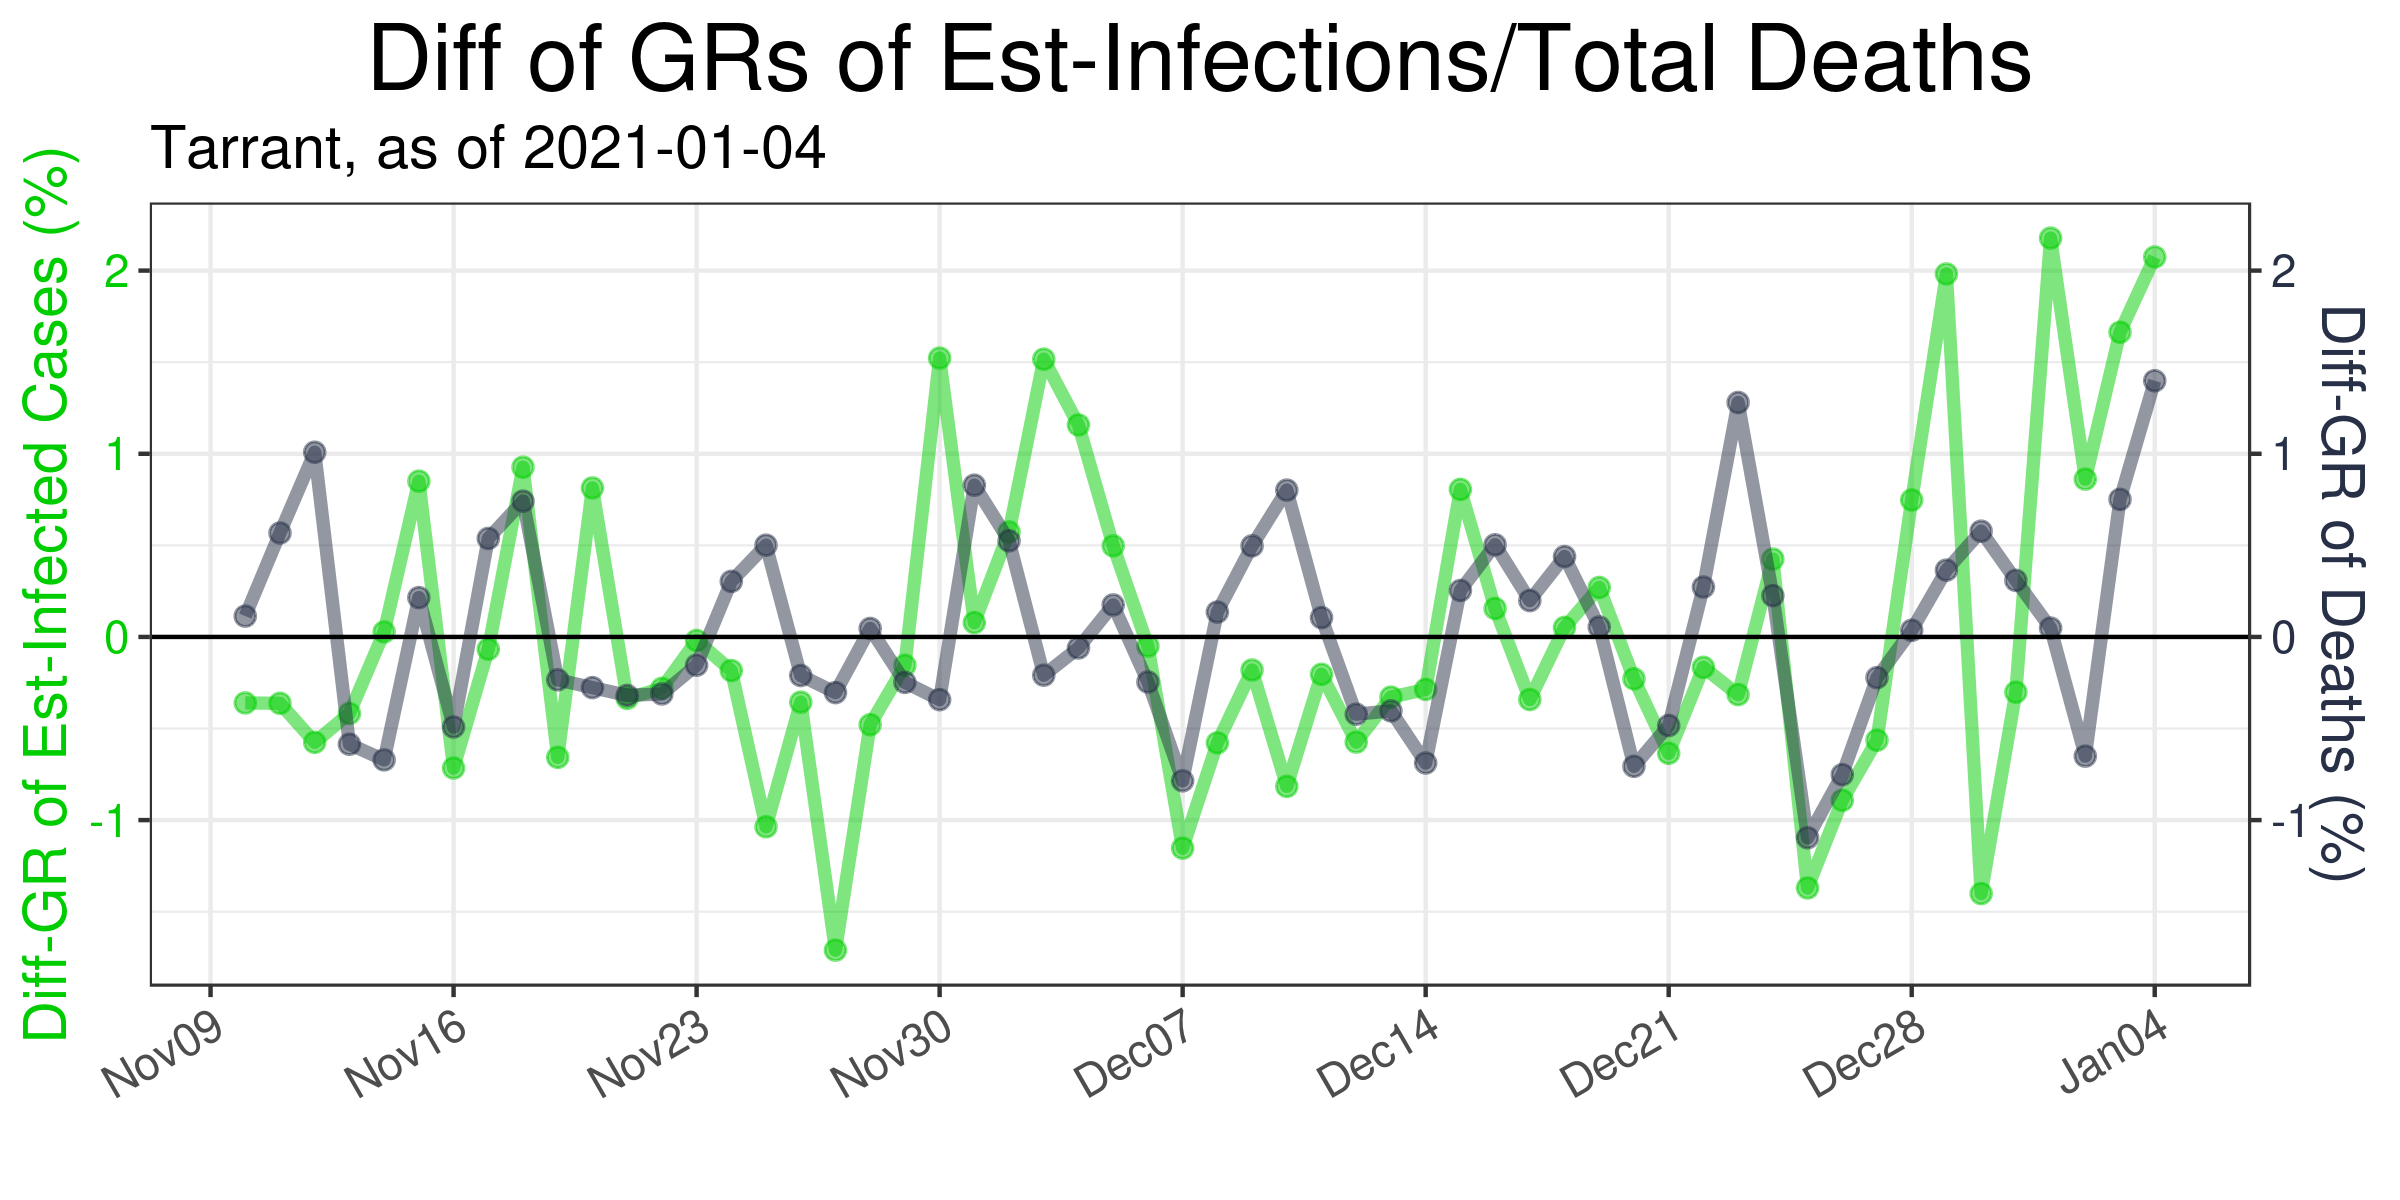 Diff of GRs of Est-Infections/Total Deaths
Tarrant, as of 2021-01-04
Diff-GR of Est-Infected Cases (%)
2
1
0
-1
2
1
0
-1
Diff-GR of Deaths (%)
Nov09
Nov16
Nov23
Nov30
Dec07
Dec14
Dec21
Dec28
Jan04